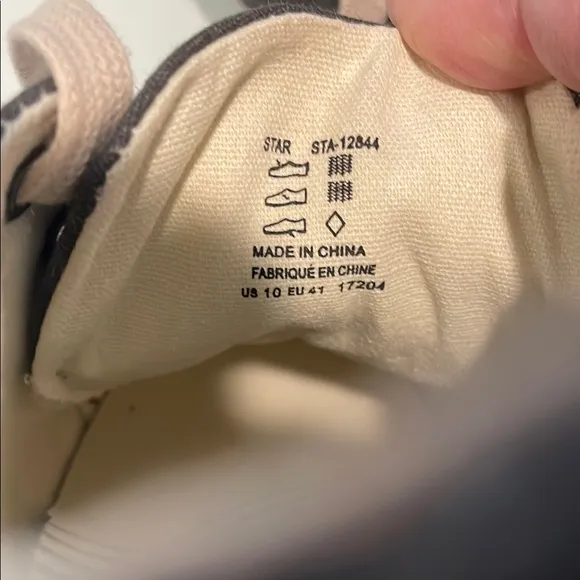 STAR STA-12844
MADE IN CHINA
FABRIQUÉ EN CHINE
US 10 EU 41 17204